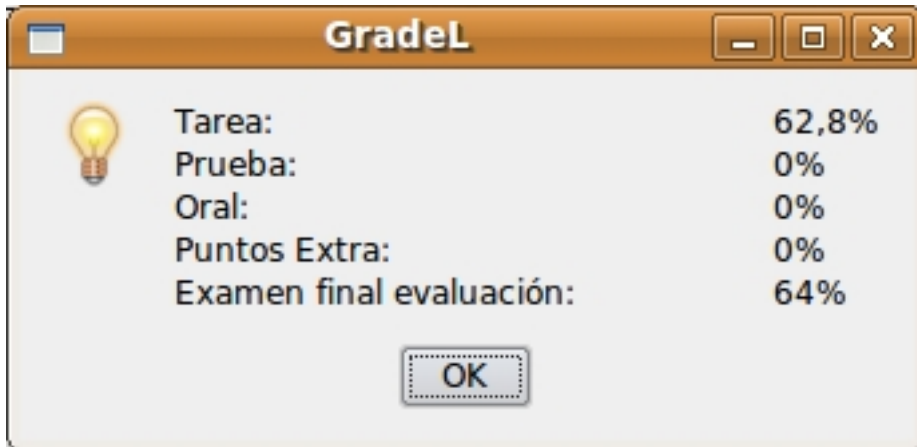 GradeL
Tarea: 62,8%
Prueba: 0%
Oral: 0%
Puntos Extra: 0%
Examen final evaluación: 64%
OK